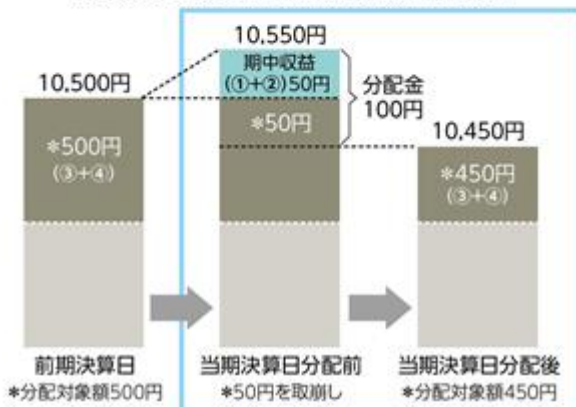 10,550円
期中収益
(①+②)50円
分配金
100円
10,500円
*50円
10,450円
*500円
(③+④)
*450円
(③+④)
前期決算日
*分配対象額500円
当期決算日分配前
*50円を取崩し
当期決算日分配後
*分配対象額450円